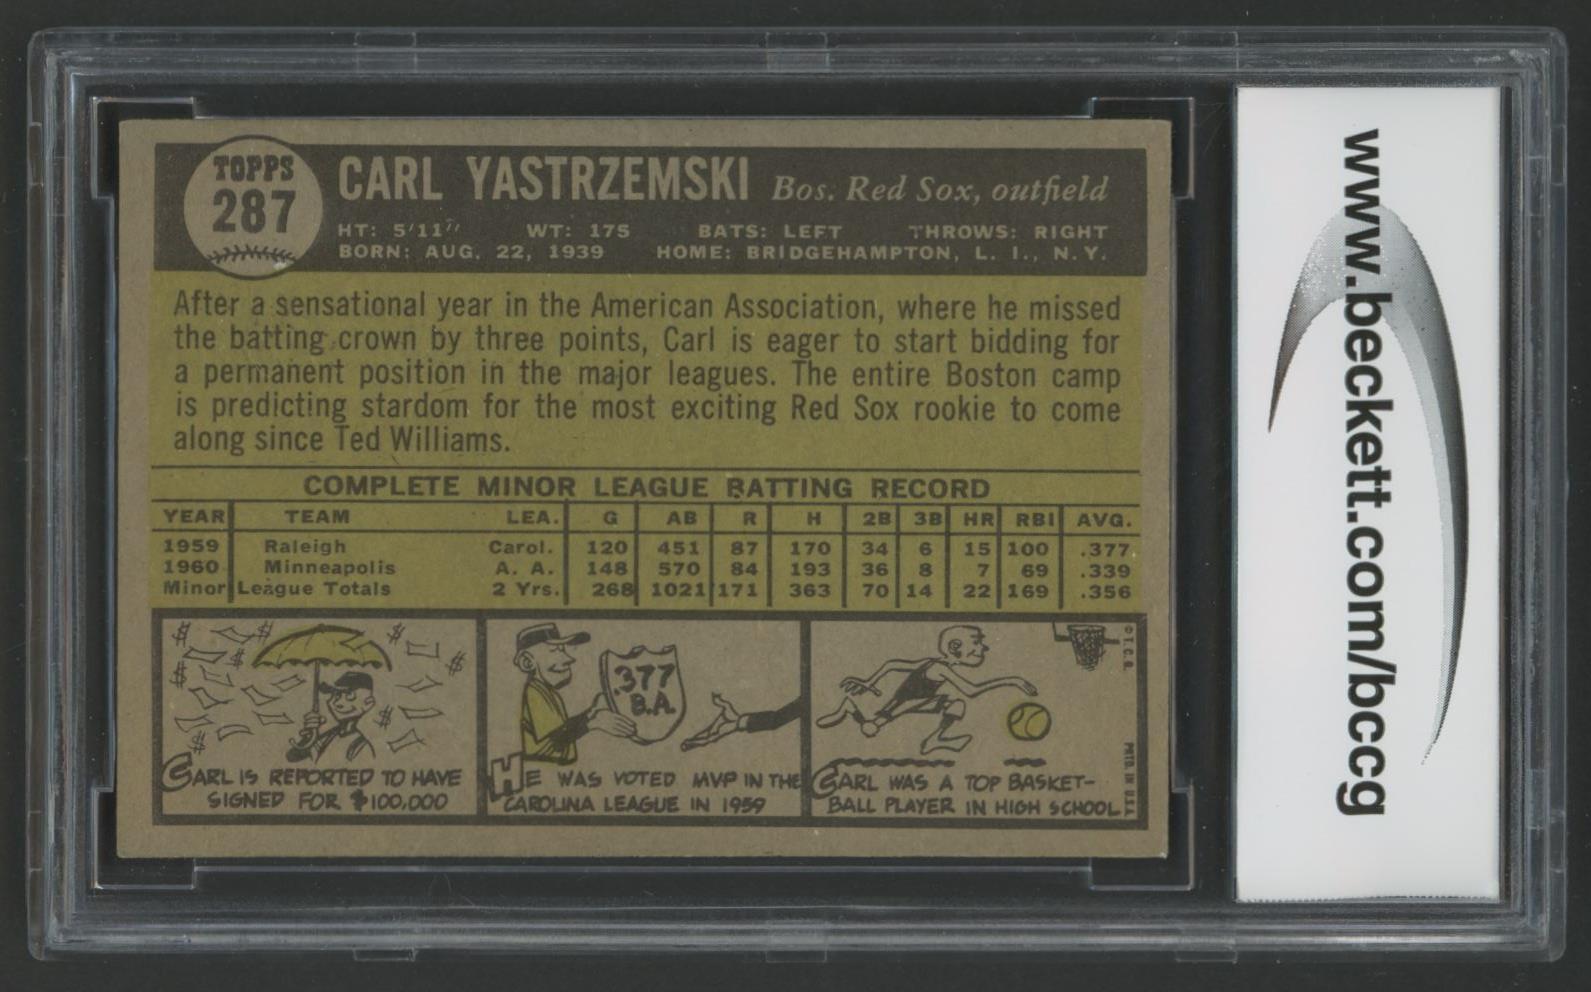 TOPPS
287
CARL YASTRZEMSKI Bos. Red Sox, outfield
HT: 5'11" WT: 175 BATS: LEFT THROWS: RIGHT
BORN: AUG. 22, 1939 HOME: BRIDGEHAMPTON, L. I., N. Y.
After a sensational year in the American Association, where he missed
the batting crown by three points, Carl is eager to start bidding for
a permanent position in the major leagues. The entire Boston camp
is predicting stardom for the most exciting Red Sox rookie to come
along since Ted Williams.
COMPLETE MINOR LEAGUE BATTING RECORD
YEAR TEAM LEA. G AB R H 2B 3B HR RBI AVG.
1959 Raleigh Carol. 120 451 87 170 34 6 15 100 .377
1960 Minneapolis A. A. 148 570 84 193 36 8 7 69 .339
Minor League Totals 2 Yrs. 268 1021 171 363 70 14 22 169 .356
$ $ $ $ $ $ $
.377
B.A.
CARL IS REPORTED TO HAVE
SIGNED FOR $100,000
HE WAS VOTED MVP IN THE
CAROLINA LEAGUE IN 1959
CARL WAS A TOP BASKET-
BALL PLAYER IN HIGH SCHOOL
© T.C.G.
PRTD. IN U.S.A.
www.beckett.com/bccg